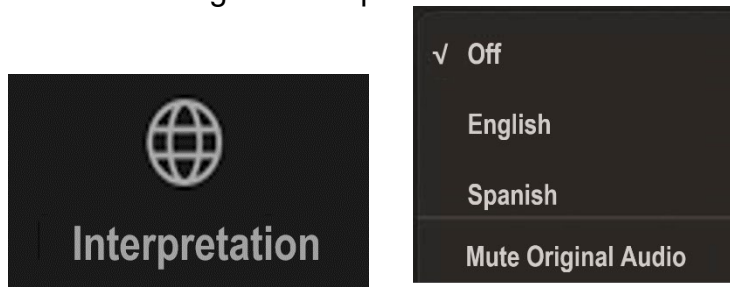 Interpretation
√ Off
English
Spanish
Mute Original Audio